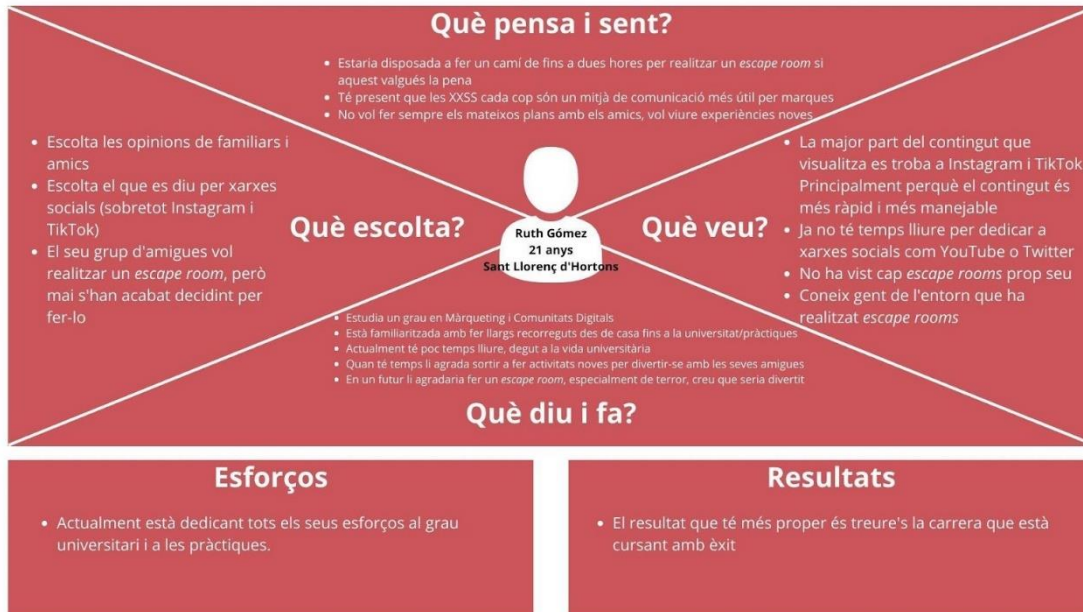 Què pensa i sent?
• Estaria disposada a fer un camí de fins a dues hores per realitzar un escape room si
aquest valgués la pena
• Té present que les XXSS cada cop són un mitjà de comunicació més útil per marques
• No vol fer sempre els mateixos plans amb els amics, vol viure experiències noves
• Escolta les opinions de familiars i
amics
• Escolta el que es diu per xarxes
socials (sobretot Instagram i
TikTok)
• El seu grup d'amigues vol
realitzar un escape room, però
mai s'han acabat decidint per
fer-lo
Què escolta?
Ruth Gómez
21 anys
Sant Llorenç d'Hortons
Què veu?
• La major part del contingut que
visualitza es troba a Instagram i TikTok
Principalment perquè el contingut és
més ràpid i més manejable
• Ja no té temps lliure per dedicar a
xarxes socials com YouTube o Twitter
• No ha vist cap escape rooms prop seu
• Coneix gent de l'entorn que ha
realitzat escape rooms
• Estudia un grau en Màrqueting i Comunitats Digitals
• Està familiaritzada amb fer llargs recorreguts des de casa fins a la universitat/pràctiques
• Actualment té poc temps lliure, degut a la vida universitària
• Quan té temps li agrada sortir a fer activitats noves per divertir-se amb les seves amigues
• En un futur li agradaria fer un escape room, especialment de terror, creu que seria divertit
Què diu i fa?
Esforços
• Actualment està dedicant tots els seus esforços al grau
universitari i a les pràctiques.
Resultats
• El resultat que té més proper és treure's la carrera que està
cursant amb èxit